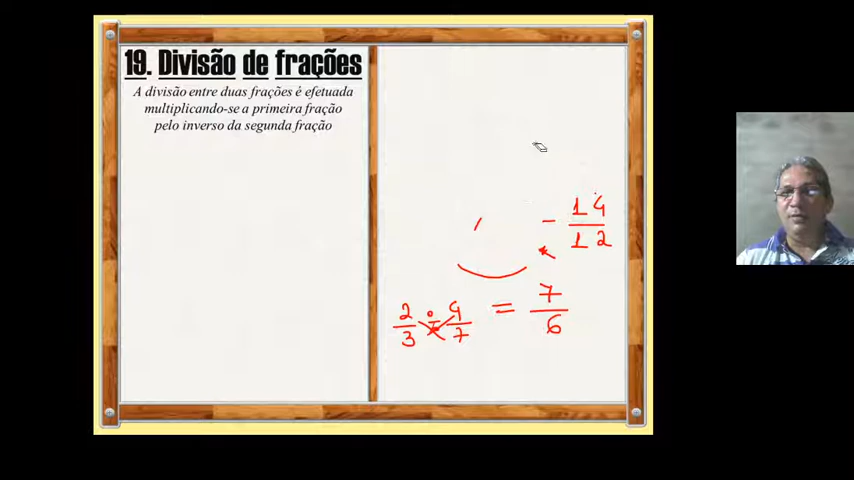 19. Divisão de frações
A divisão entre duas frações é efetuada
multiplicando-se a primeira fração
pelo inverso da segunda fração
- 14/12
2/3 ÷ 4/7 = 7/6